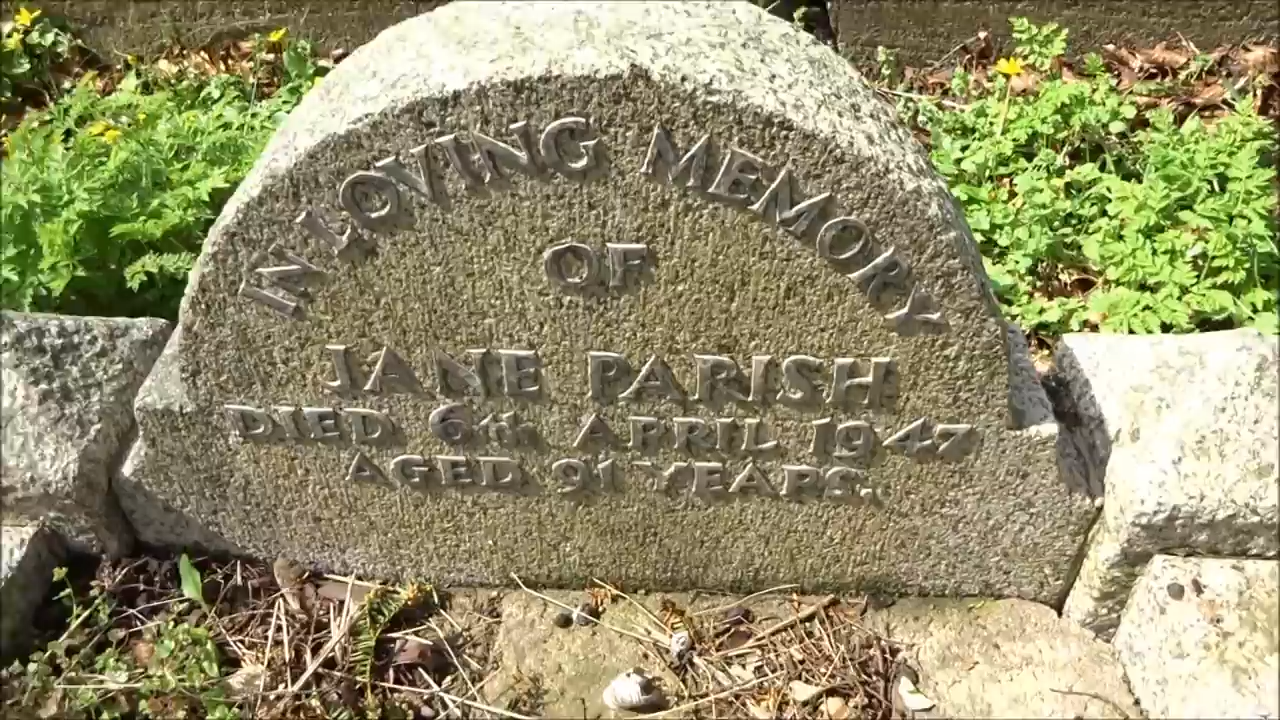 IN LOVING MEMORY
OF
JANE PARISH
DIED 6th APRIL 1947
AGED 91 YEARS.